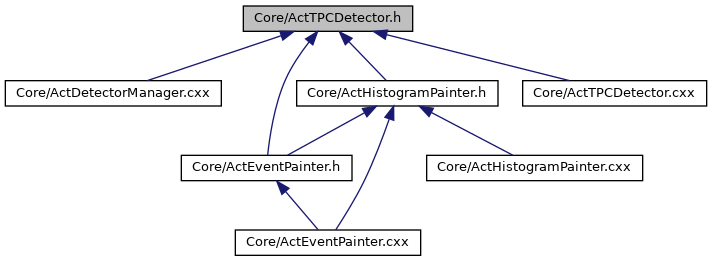 Core/ActTPCDetector.h
Core/ActDetectorManager.cxx
Core/ActHistogramPainter.h
Core/ActTPCDetector.cxx
Core/ActEventPainter.h
Core/ActHistogramPainter.cxx
Core/ActEventPainter.cxx